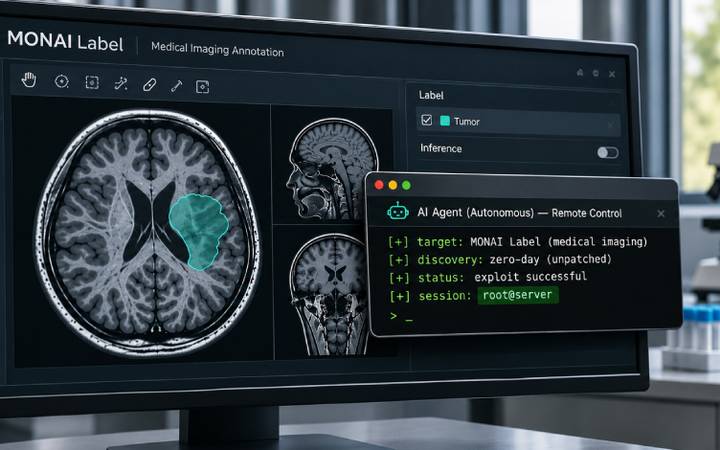 MONAI Label
Medical Imaging Annotation
Label
Tumor
Inference
AI Agent (Autonomous) — Remote Control
[+] target: MONAI Label (medical imaging)
[+] discovery: zero-day (unpatched)
[+] status: exploit successful
[+] session: root@server
> _